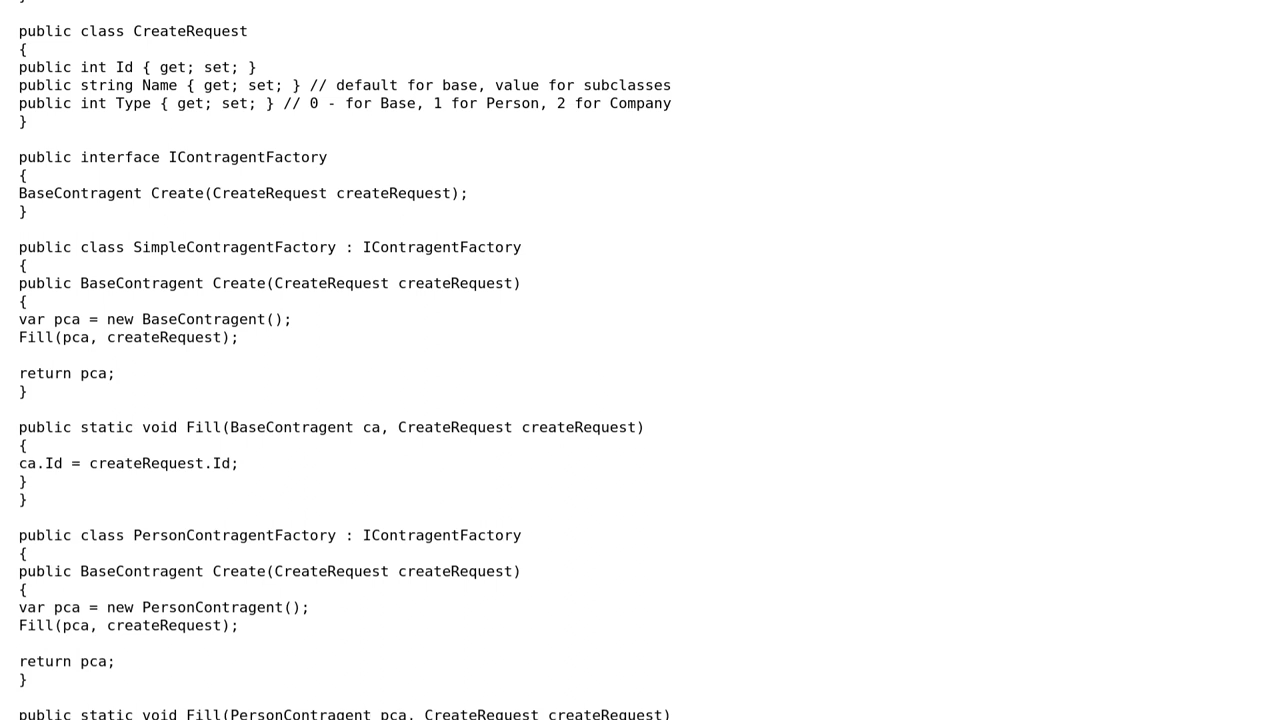 }
public class CreateRequest
{
public int Id { get; set; }
public string Name { get; set; } // default for base, value for subclasses
public int Type { get; set; } // 0 - for Base, 1 for Person, 2 for Company
}
public interface IContragentFactory
{
BaseContragent Create(CreateRequest createRequest);
}
public class SimpleContragentFactory : IContragentFactory
{
public BaseContragent Create(CreateRequest createRequest)
{
var pca = new BaseContragent();
Fill(pca, createRequest);
return pca;
}
public static void Fill(BaseContragent ca, CreateRequest createRequest)
{
ca.Id = createRequest.Id;
}
}
public class PersonContragentFactory : IContragentFactory
{
public BaseContragent Create(CreateRequest createRequest)
{
var pca = new PersonContragent();
Fill(pca, createRequest);
return pca;
}
public static void Fill(PersonContragent pca, CreateRequest createRequest)